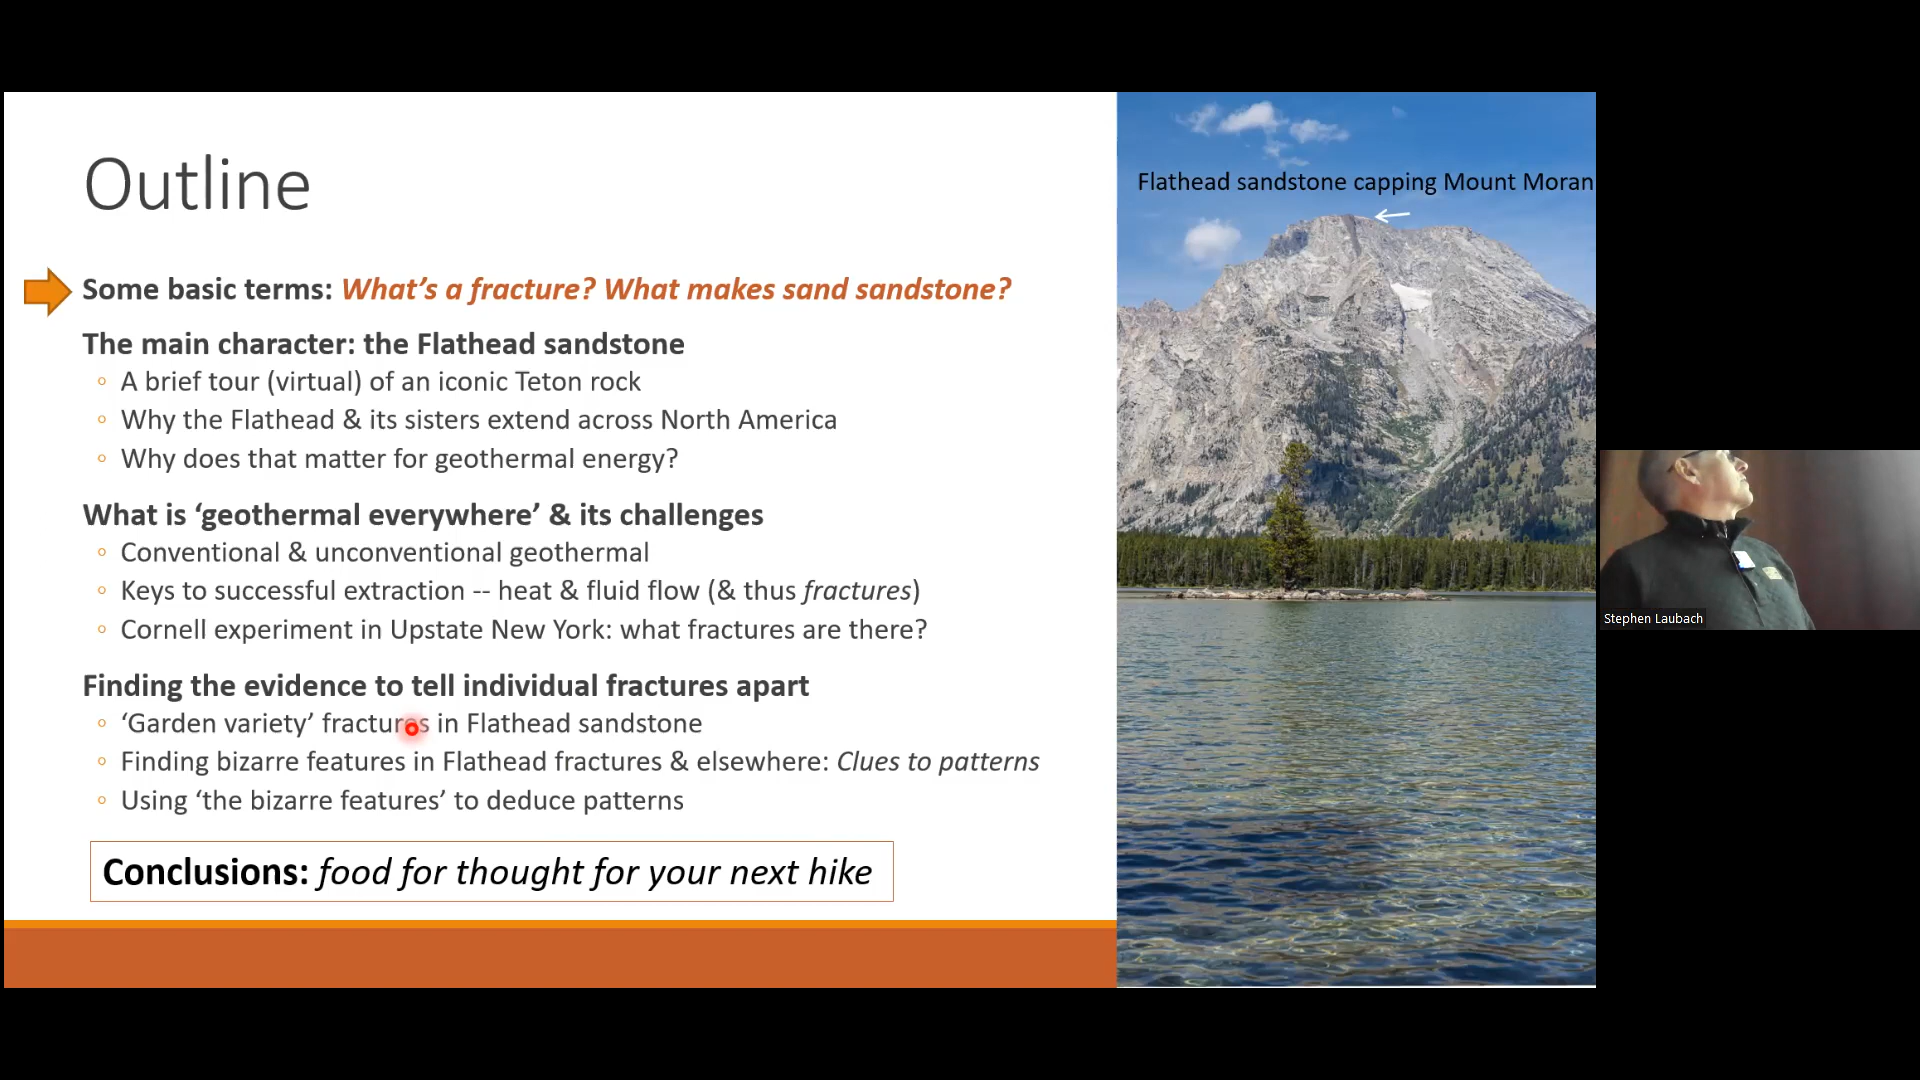 Outline
Some basic terms: What’s a fracture? What makes sand sandstone?
The main character: the Flathead sandstone
◦ A brief tour (virtual) of an iconic Teton rock
◦ Why the Flathead & its sisters extend across North America
◦ Why does that matter for geothermal energy?
What is ‘geothermal everywhere’ & its challenges
◦ Conventional & unconventional geothermal
◦ Keys to successful extraction -- heat & fluid flow (& thus fractures)
◦ Cornell experiment in Upstate New York: what fractures are there?
Finding the evidence to tell individual fractures apart
◦ ‘Garden variety’ fractures in Flathead sandstone
◦ Finding bizarre features in Flathead fractures & elsewhere: Clues to patterns
◦ Using ‘the bizarre features’ to deduce patterns
Conclusions: food for thought for your next hike
Flathead sandstone capping Mount Moran
Stephen Laubach